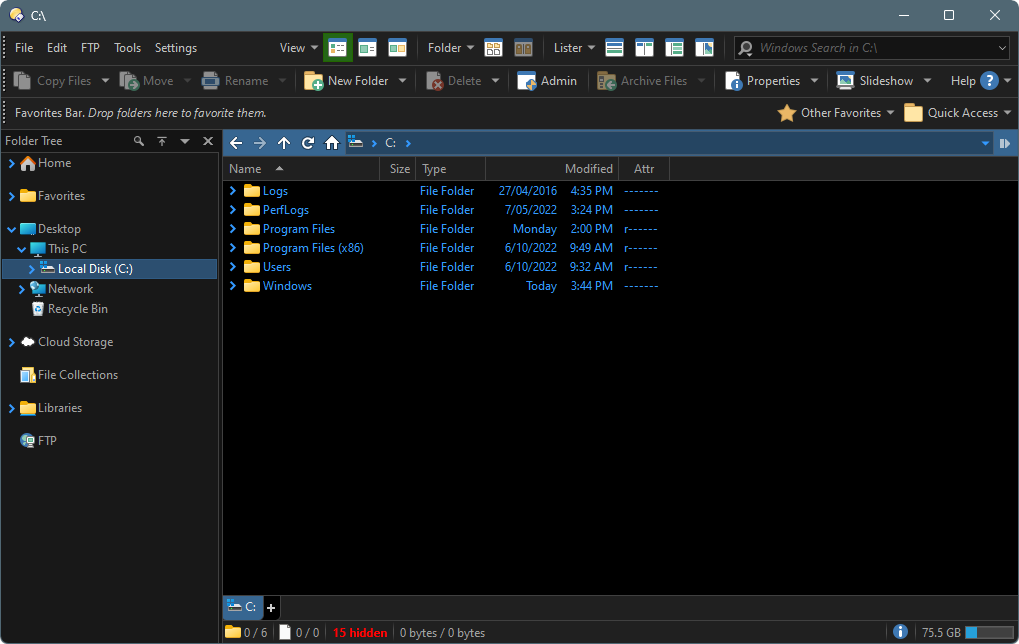 C:\
File Edit FTP Tools Settings View Folder Lister Windows Search in C:\
Copy Files Move Rename New Folder Delete Admin Archive Files Properties Slideshow Help ?
Favorites Bar. Drop folders here to favorite them. Other Favorites Quick Access
Folder Tree
Home
Favorites
Desktop
This PC
Local Disk (C:)
Network
Recycle Bin
Cloud Storage
File Collections
Libraries
FTP
C:
Name Size Type Modified Attr
Logs File Folder 27/04/2016 4:35 PM -------
PerfLogs File Folder 7/05/2022 3:24 PM -------
Program Files File Folder Monday 2:00 PM r------
Program Files (x86) File Folder 6/10/2022 9:49 AM r------
Users File Folder 6/10/2022 9:32 AM r------
Windows File Folder Today 3:44 PM -------
C: +
0 / 6 0 / 0 15 hidden 0 bytes / 0 bytes 75.5 GB